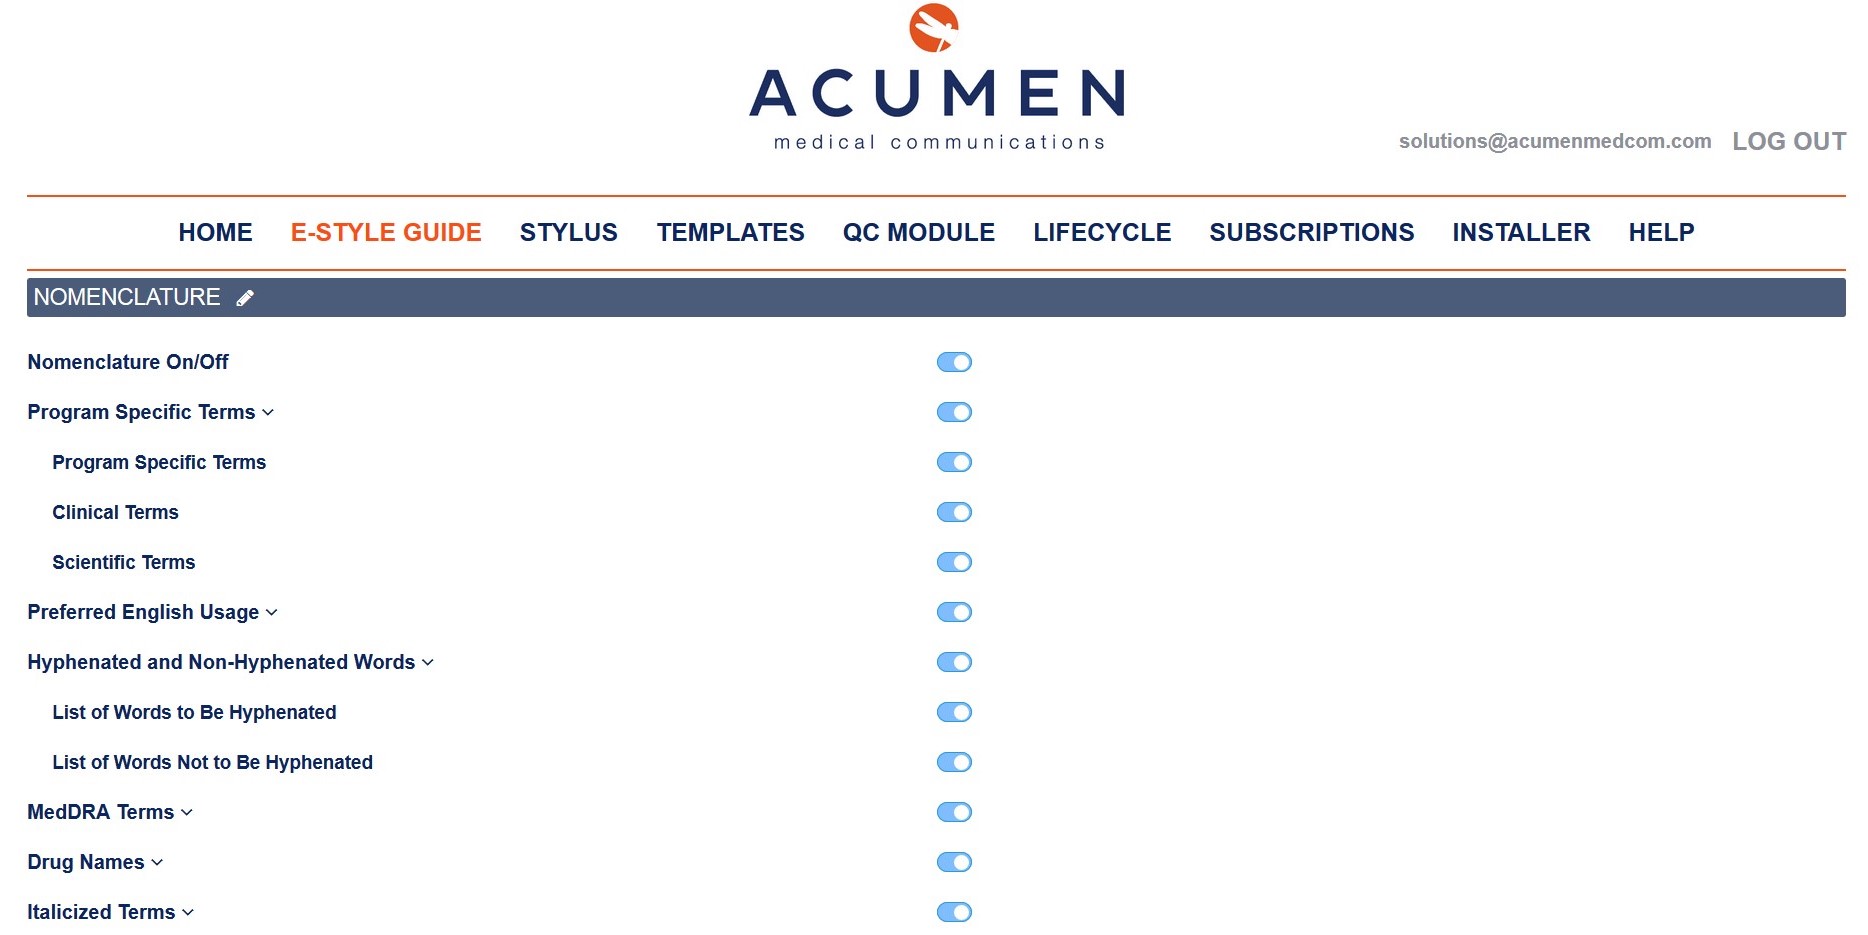 ACUMEN
medical communications
solutions@acumenmedcom.com LOG OUT
HOME E-STYLE GUIDE STYLUS TEMPLATES QC MODULE LIFECYCLE SUBSCRIPTIONS INSTALLER HELP
NOMENCLATURE
Nomenclature On/Off
Program Specific Terms
Program Specific Terms
Clinical Terms
Scientific Terms
Preferred English Usage
Hyphenated and Non-Hyphenated Words
List of Words to Be Hyphenated
List of Words Not to Be Hyphenated
MedDRA Terms
Drug Names
Italicized Terms